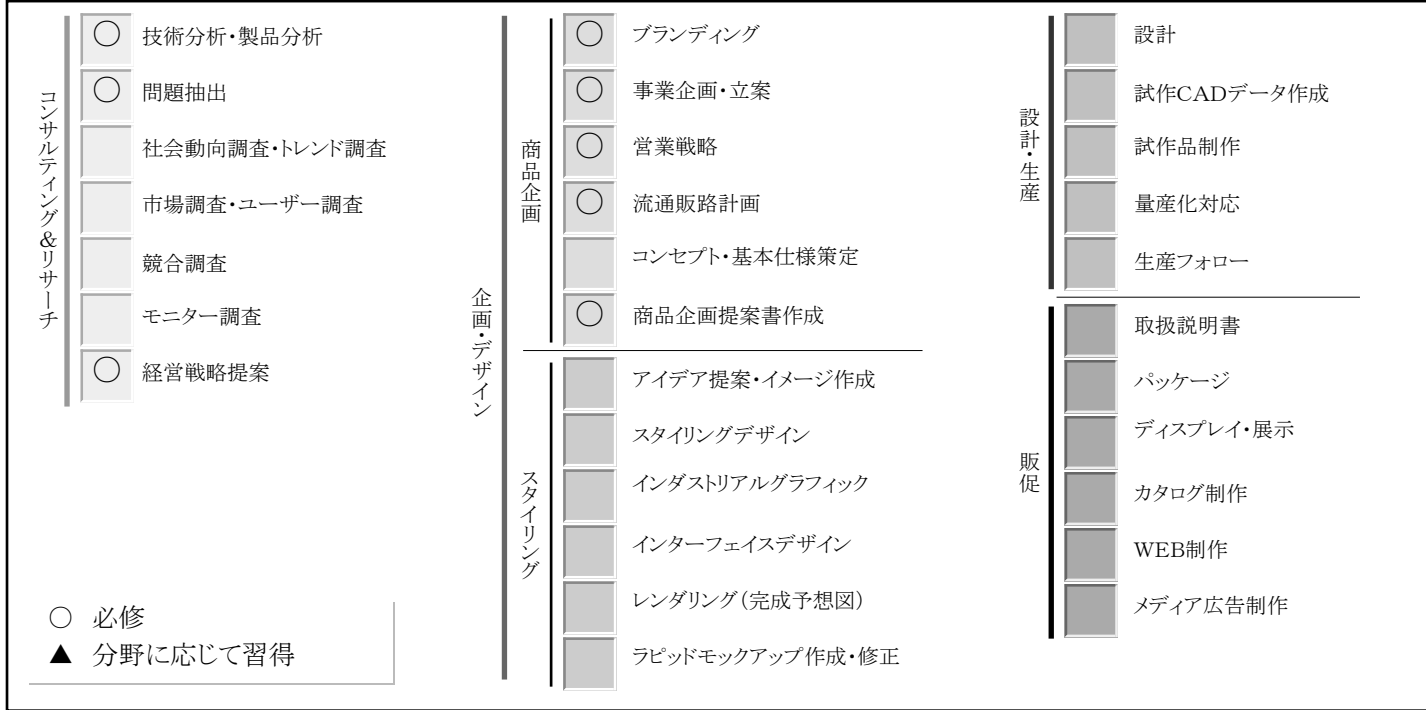 コンサルティング&リサーチ
○ 技術分析・製品分析
○ 問題抽出
社会動向調査・トレンド調査
市場調査・ユーザー調査
競合調査
モニター調査
○ 経営戦略提案
企画・デザイン
商品企画
○ ブランディング
○ 事業企画・立案
○ 営業戦略
○ 流通販路計画
コンセプト・基本仕様策定
○ 商品企画提案書作成
スタイリング
アイデア提案・イメージ作成
スタイリングデザイン
インダストリアルグラフィック
インターフェイスデザイン
レンダリング(完成予想図)
ラピッドモックアップ作成・修正
設計・生産
設計
試作CADデータ作成
試作品制作
量産化対応
生産フォロー
販促
取扱説明書
パッケージ
ディスプレイ・展示
カタログ制作
WEB制作
メディア広告制作
○ 必修
▲ 分野に応じて習得